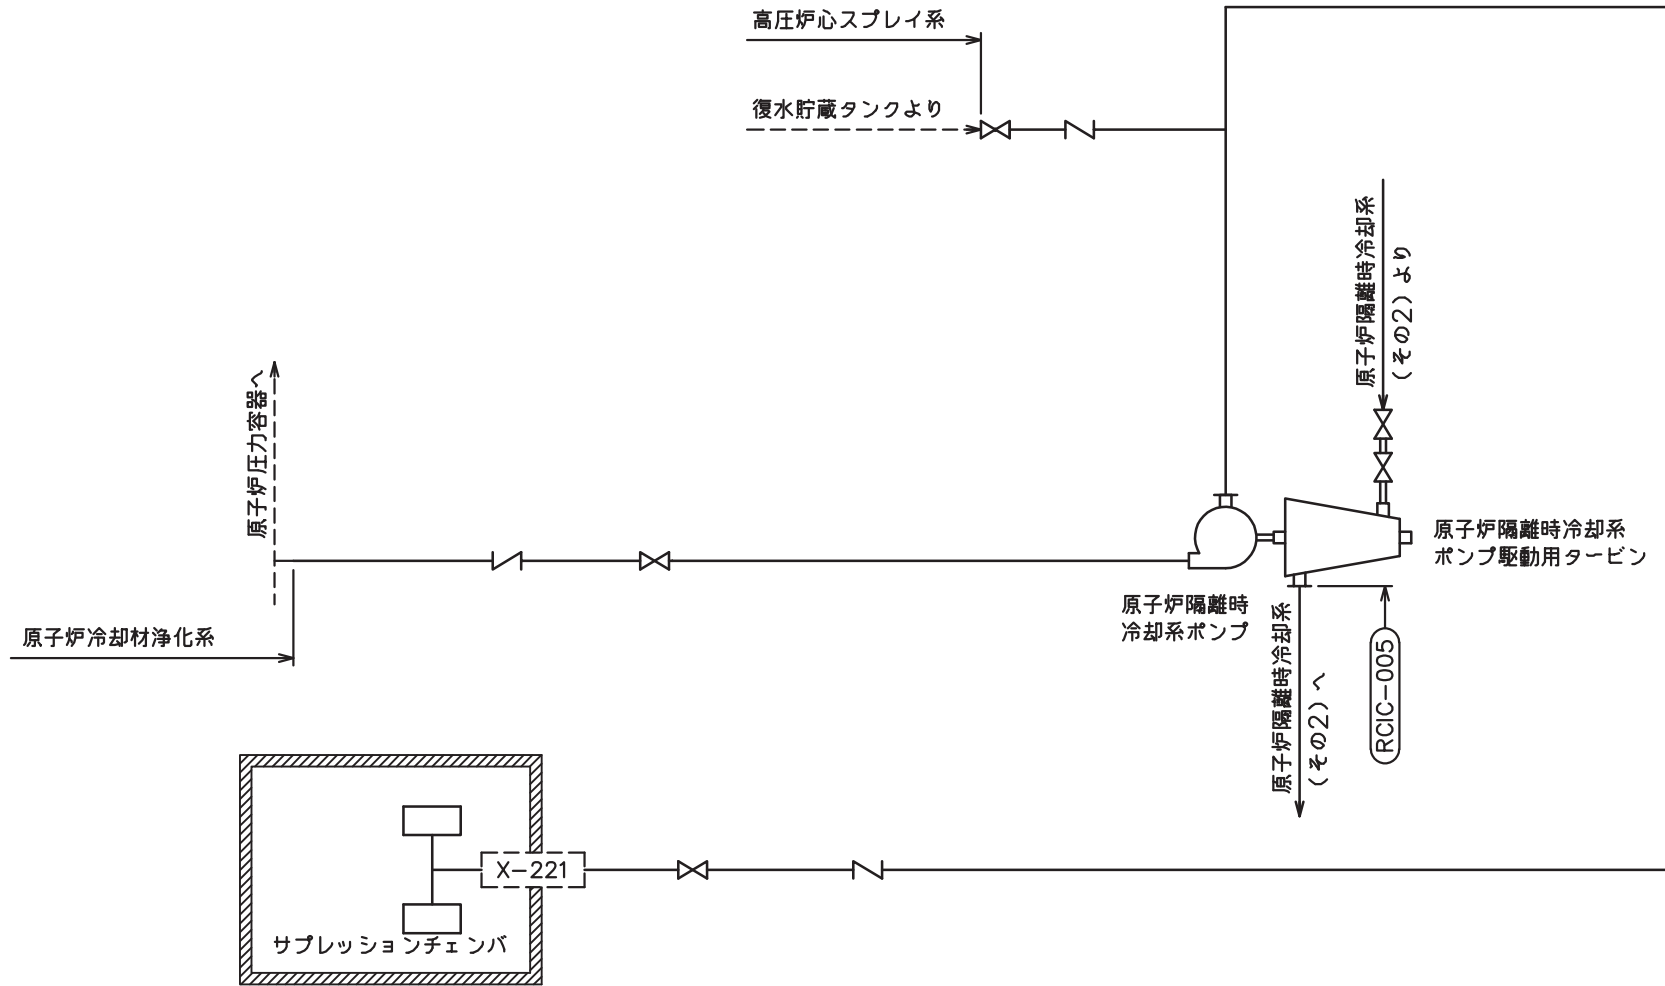 高圧炉心スプレイ系
復水貯蔵タンクより
原子炉隔離時冷却系
(その2)より
原子炉圧力容器へ
原子炉隔離時冷却系
ポンプ駆動用タービン
原子炉隔離時
冷却系ポンプ
原子炉冷却材浄化系
原子炉隔離時冷却系
(その2)へ
RCIC-005
X-221
サプレッションチェンバ